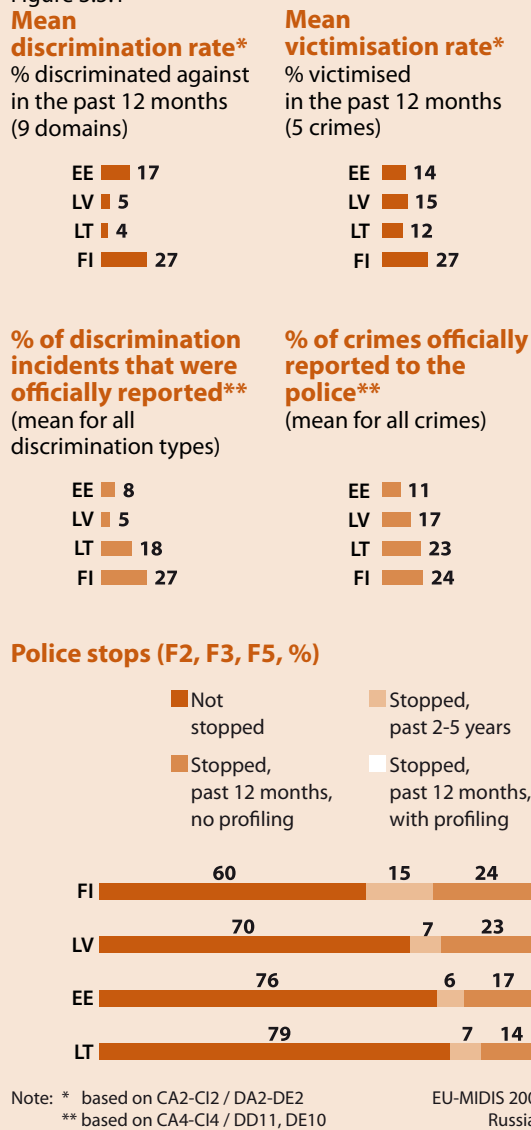 Mean
discrimination rate*
% discriminated against
in the past 12 months
(9 domains)
EE 17
LV 5
LT 4
FI 27
Mean
victimisation rate*
% victimised
in the past 12 months
(5 crimes)
EE 14
LV 15
LT 12
FI 27
% of discrimination
incidents that were
officially reported**
(mean for all
discrimination types)
EE 8
LV 5
LT 18
FI 27
% of crimes officially
reported to the
police**
(mean for all crimes)
EE 11
LV 17
LT 23
FI 24
Police stops (F2, F3, F5, %)
Not
stopped
Stopped,
past 12 months,
no profiling
Stopped,
past 2-5 years
Stopped,
past 12 months,
with profiling
FI 60 15 24
LV 70 7 23
EE 76 6 17
LT 79 7 14
Note: * based on CA2-CI2 / DA2-DE2
** based on CA4-CI4 / DD11, DE10
EU-MIDIS 200
Russia